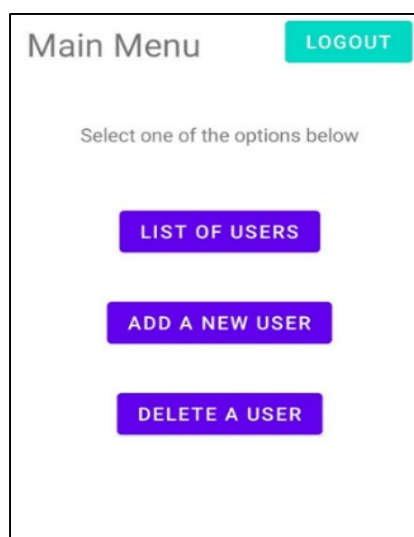 Main Menu
LOGOUT
Select one of the options below
LIST OF USERS
ADD A NEW USER
DELETE A USER